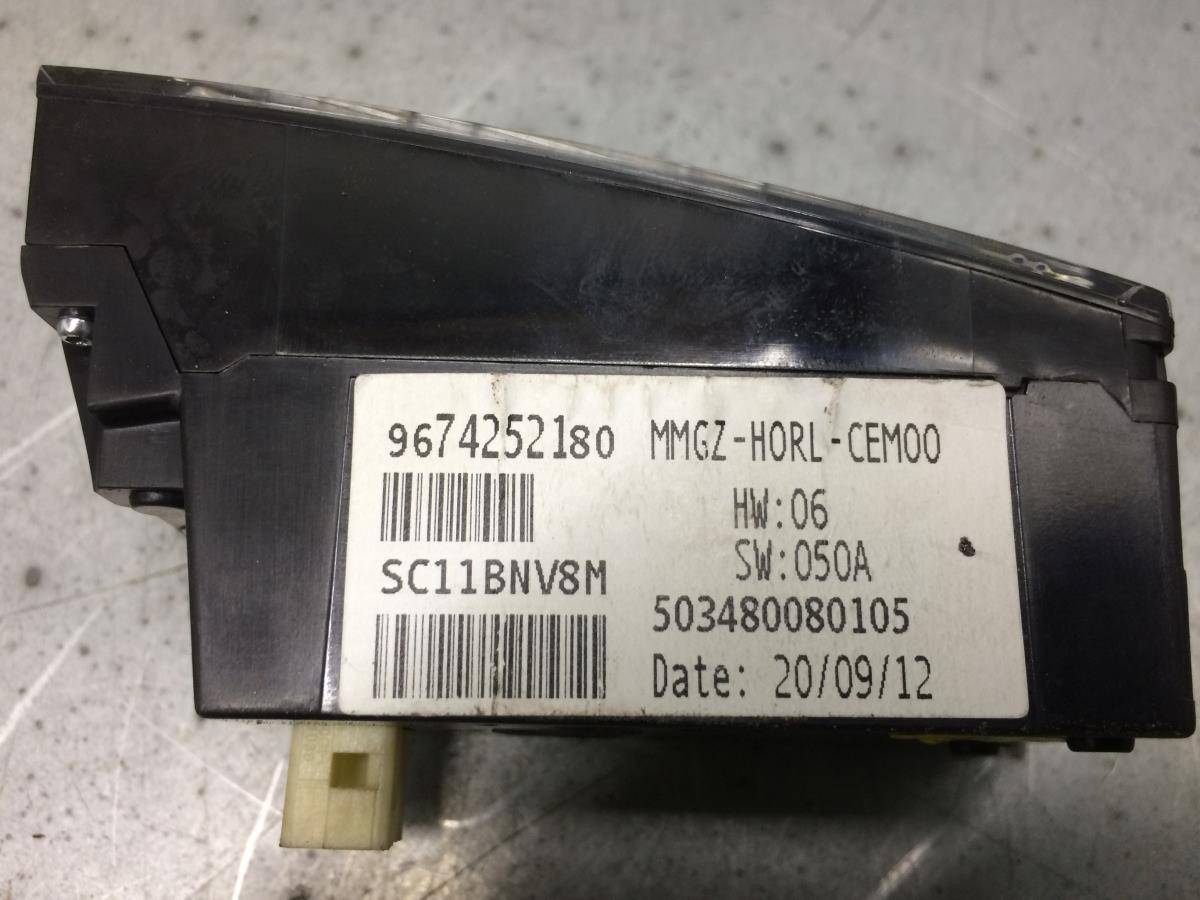 9674252180 MMGZ-HORL-CEM00
HW:06
SW:050A
SC11BNV8M
503480080105
Date: 20/09/12